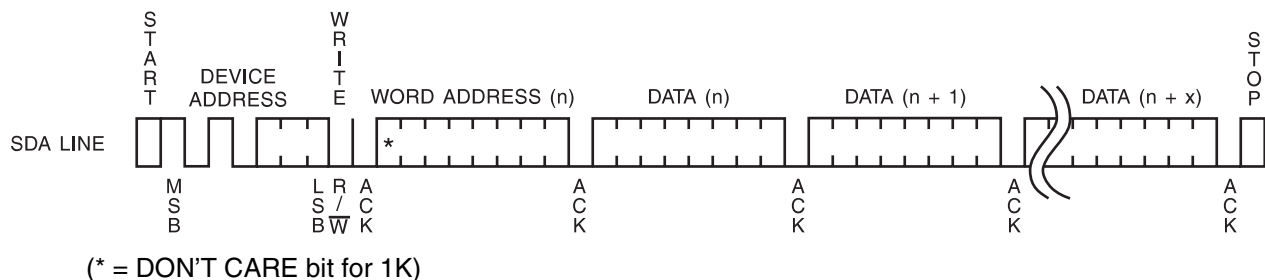 START
WRITE
STOP
DEVICE
ADDRESS
WORD ADDRESS (n)
DATA (n)
DATA (n + 1)
DATA (n + x)
SDA LINE
*
MSB
LSB
R/W
ACK
ACK
ACK
ACK
ACK
(* = DON'T CARE bit for 1K)